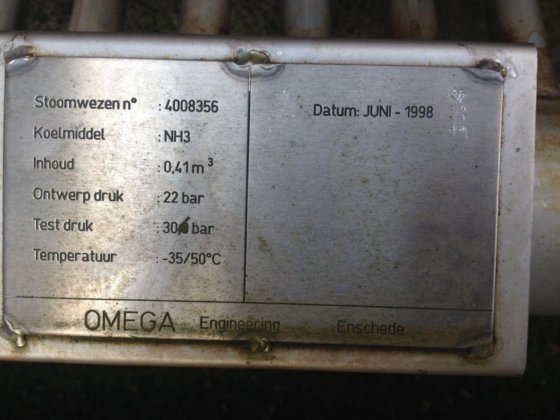 Stoomwezen n° : 4008356
Koelmiddel : NH3
Inhoud : 0,41 m³
Ontwerp druk : 22 bar
Test druk : 30 bar
Temperatuur : -35/50°C
Datum: JUNI - 1998
OMEGA Engineering Enschede